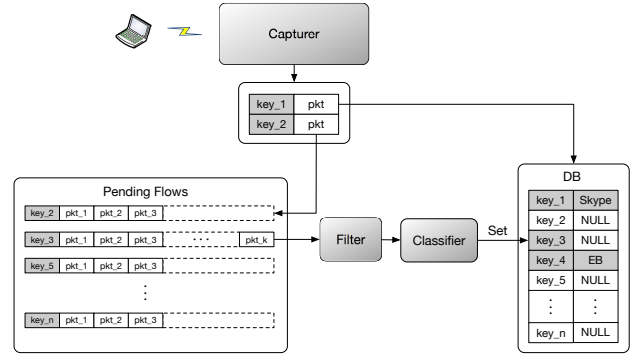 Capturer
key_1 pkt
key_2 pkt
Pending Flows
key_2 pkt_1 pkt_2 pkt_3
key_3 pkt_1 pkt_2 pkt_3 ... pkt_k
key_5 pkt_1 pkt_2 pkt_3
key_n pkt_1 pkt_2 pkt_3
Filter
Classifier
Set
DB
key_1 Skype
key_2 NULL
key_3 NULL
key_4 EB
key_5 NULL
key_n NULL